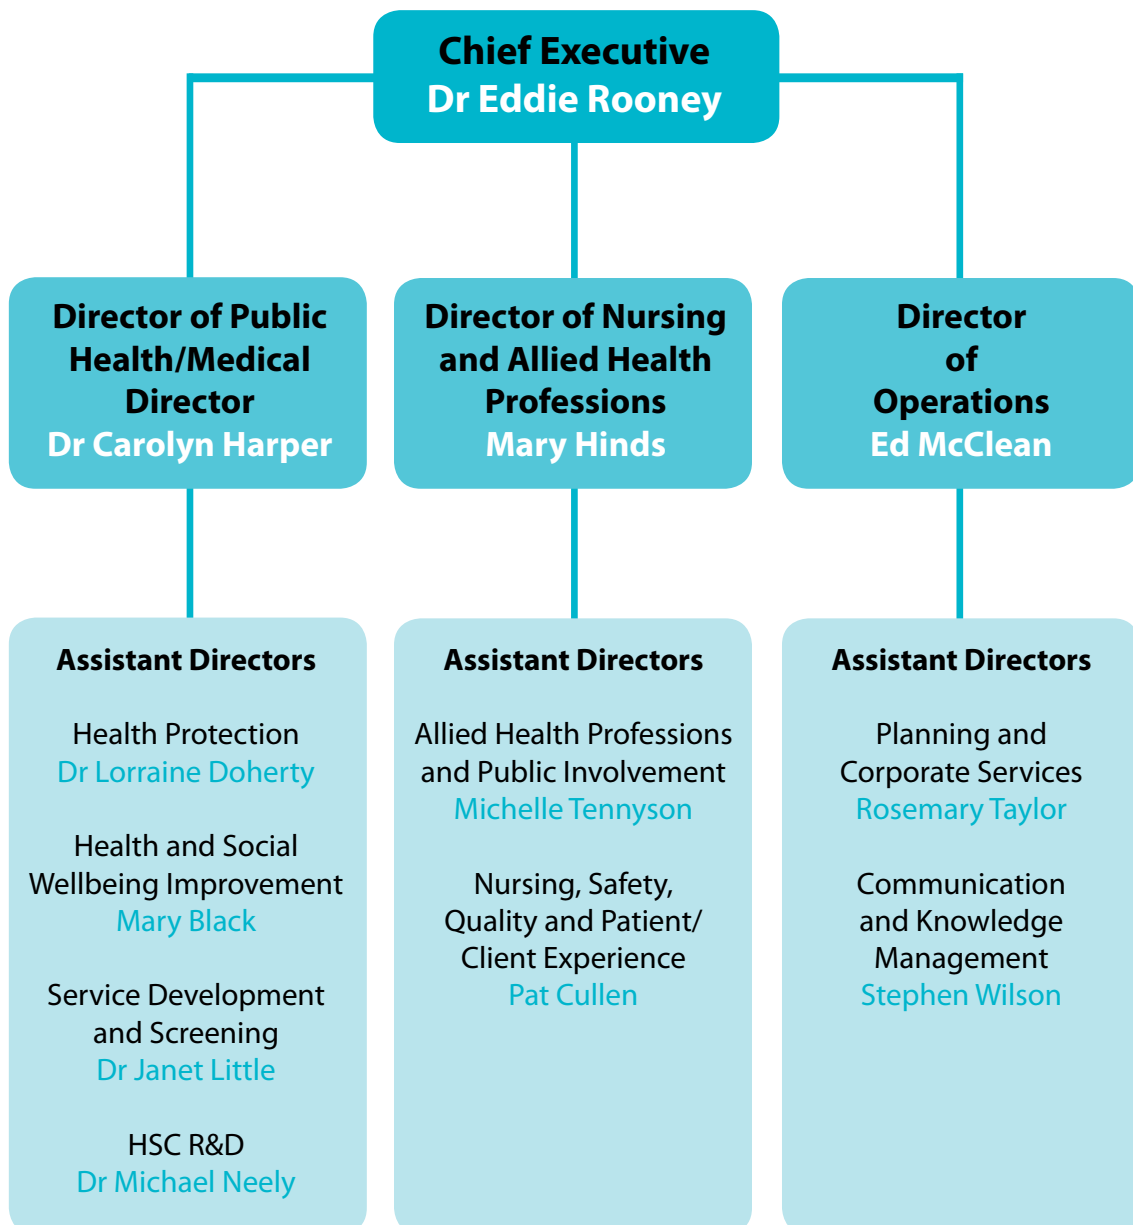 Chief Executive
Dr Eddie Rooney
Director of Public
Health/Medical
Director
Dr Carolyn Harper
Director of Nursing
and Allied Health
Professions
Mary Hinds
Director
of
Operations
Ed McClean
Assistant Directors
Health Protection
Dr Lorraine Doherty
Health and Social
Wellbeing Improvement
Mary Black
Service Development
and Screening
Dr Janet Little
HSC R&D
Dr Michael Neely
Assistant Directors
Allied Health Professions
and Public Involvement
Michelle Tennyson
Nursing, Safety,
Quality and Patient/
Client Experience
Pat Cullen
Assistant Directors
Planning and
Corporate Services
Rosemary Taylor
Communication
and Knowledge
Management
Stephen Wilson